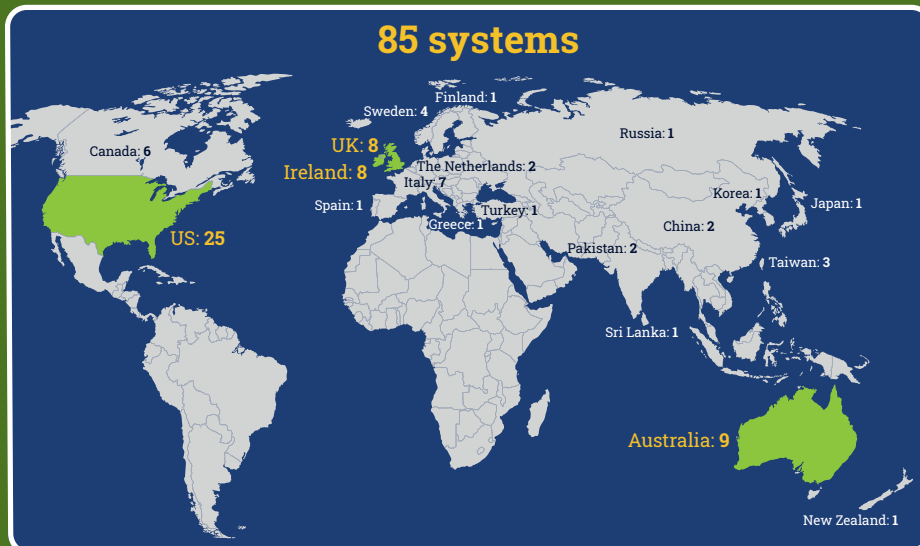 85 systems
Finland: 1
Sweden: 4
Russia: 1
UK: 8
Canada: 6
The Netherlands: 2
Ireland: 8
Italy: 7
Korea: 1
Spain: 1
Turkey: 1
Japan: 1
Greece: 1
China: 2
US: 25
Pakistan: 2
Taiwan: 3
Sri Lanka: 1
Australia: 9
New Zealand: 1